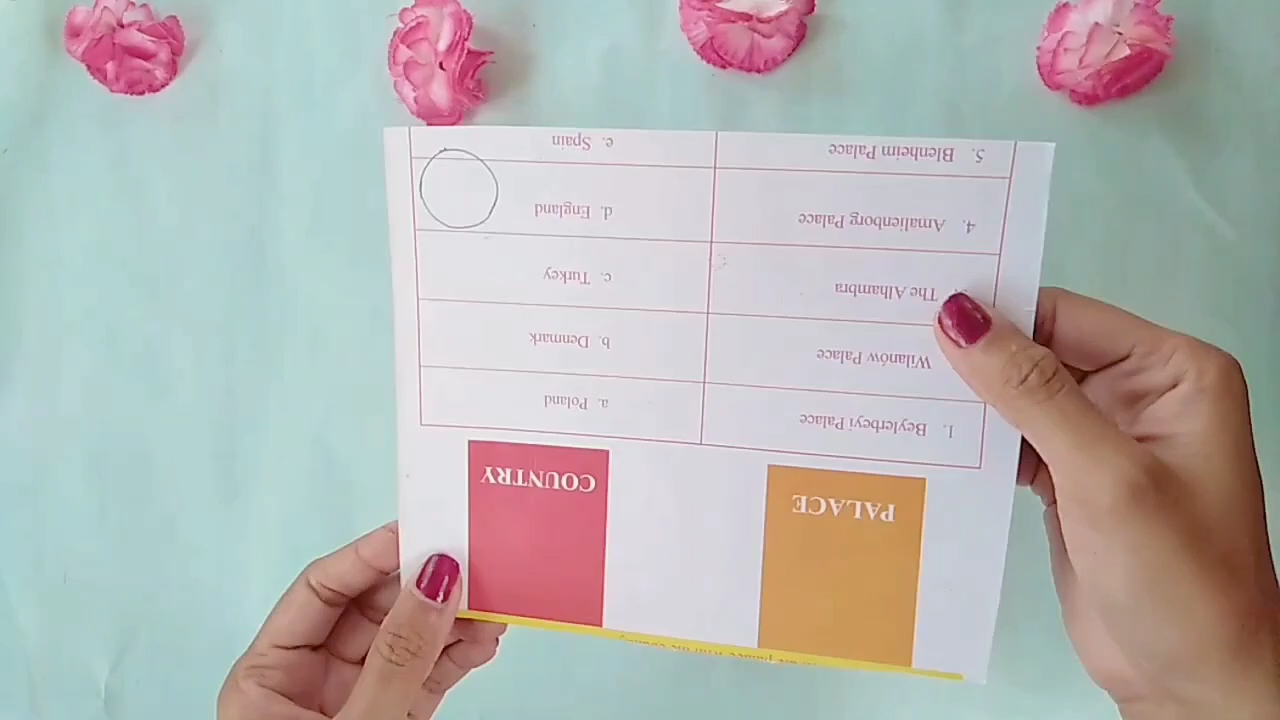 PALACE COUNTRY
1. Beylerbeyi Palace a. Poland
Wilanów Palace b. Denmark
The Alhambra c. Turkey
4. Amalienborg Palace d. England
5. Blenheim Palace e. Spain